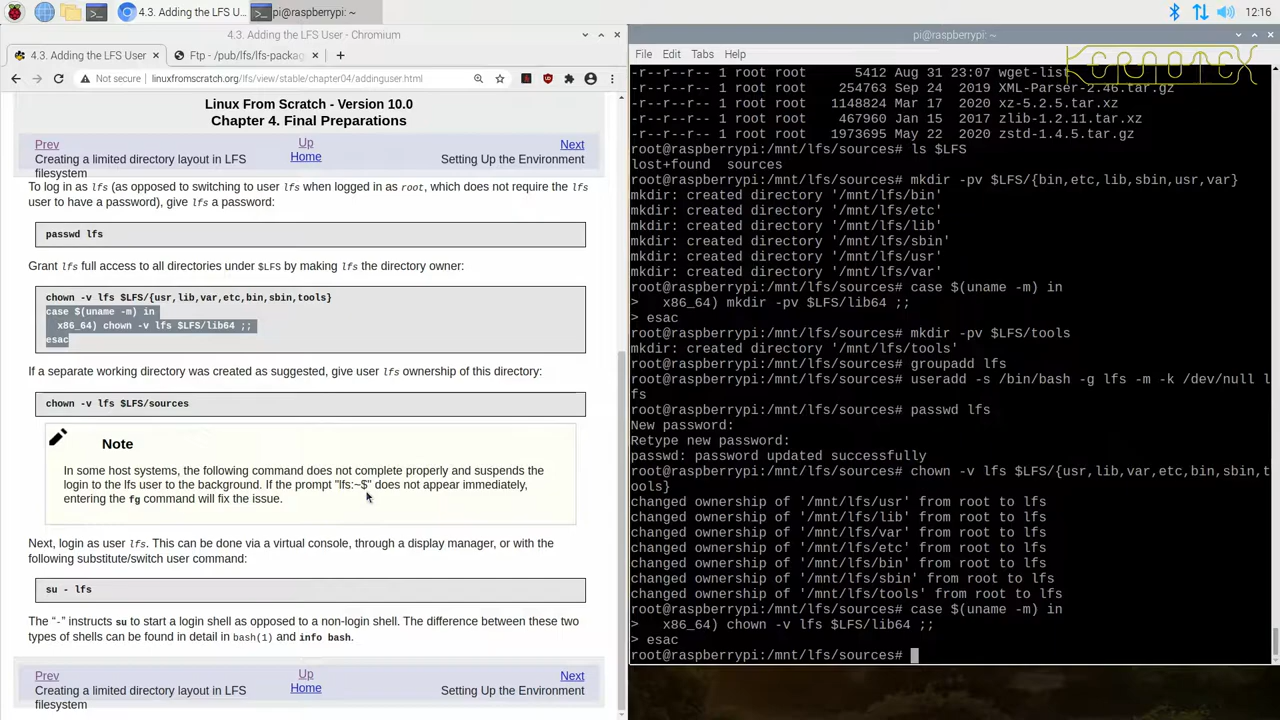 4.3. Adding the LFS U...
pi@raspberrypi: ~
12:16
4.3. Adding the LFS User - Chromium
4.3. Adding the LFS User
Ftp - /pub/lfs/lfs-packag
Not secure
linuxfromscratch.org/lfs/view/stable/chapter04/addinguser.html
Linux From Scratch - Version 10.0
Chapter 4. Final Preparations
Prev
Up
Next
Creating a limited directory layout in LFS
filesystem
Home
Setting Up the Environment
To log in as lfs (as opposed to switching to user lfs when logged in as root, which does not require the lfs
user to have a password), give lfs a password:
passwd lfs
Grant lfs full access to all directories under $LFS by making lfs the directory owner:
chown -v lfs $LFS/{usr,lib,var,etc,bin,sbin,tools}
case $(uname -m) in
x86_64) chown -v lfs $LFS/lib64 ;;
esac
If a separate working directory was created as suggested, give user lfs ownership of this directory:
chown -v lfs $LFS/sources
Note
In some host systems, the following command does not complete properly and suspends the
login to the lfs user to the background. If the prompt "lfs:~$" does not appear immediately,
entering the fg command will fix the issue.
Next, login as user lfs. This can be done via a virtual console, through a display manager, or with the
following substitute/switch user command:
su - lfs
The “-” instructs su to start a login shell as opposed to a non-login shell. The difference between these two
types of shells can be found in detail in bash(1) and info bash.
Prev
Up
Next
Creating a limited directory layout in LFS
filesystem
Home
Setting Up the Environment
pi@raspberrypi: ~
File Edit Tabs Help
-r--r--r-- 1 root root 5412 Aug 31 23:07 wget-list
-r--r--r-- 1 root root 254763 Sep 24 2019 XML-Parser-2.46.tar.gz
-r--r--r-- 1 root root 1148824 Mar 17 2020 xz-5.2.5.tar.xz
-r--r--r-- 1 root root 467960 Jan 15 2017 zlib-1.2.11.tar.xz
-r--r--r-- 1 root root 1973695 May 22 2020 zstd-1.4.5.tar.gz
root@raspberrypi:/mnt/lfs/sources# ls $LFS
lost+found sources
root@raspberrypi:/mnt/lfs/sources# mkdir -pv $LFS/{bin,etc,lib,sbin,usr,var}
mkdir: created directory '/mnt/lfs/bin'
mkdir: created directory '/mnt/lfs/etc'
mkdir: created directory '/mnt/lfs/lib'
mkdir: created directory '/mnt/lfs/sbin'
mkdir: created directory '/mnt/lfs/usr'
mkdir: created directory '/mnt/lfs/var'
root@raspberrypi:/mnt/lfs/sources# case $(uname -m) in
> x86_64) mkdir -pv $LFS/lib64 ;;
> esac
root@raspberrypi:/mnt/lfs/sources# mkdir -pv $LFS/tools
mkdir: created directory '/mnt/lfs/tools'
root@raspberrypi:/mnt/lfs/sources# groupadd lfs
root@raspberrypi:/mnt/lfs/sources# useradd -s /bin/bash -g lfs -m -k /dev/null l
fs
root@raspberrypi:/mnt/lfs/sources# passwd lfs
New password:
Retype new password:
passwd: password updated successfully
root@raspberrypi:/mnt/lfs/sources# chown -v lfs $LFS/{usr,lib,var,etc,bin,sbin,t
ools}
changed ownership of '/mnt/lfs/usr' from root to lfs
changed ownership of '/mnt/lfs/lib' from root to lfs
changed ownership of '/mnt/lfs/var' from root to lfs
changed ownership of '/mnt/lfs/etc' from root to lfs
changed ownership of '/mnt/lfs/bin' from root to lfs
changed ownership of '/mnt/lfs/sbin' from root to lfs
changed ownership of '/mnt/lfs/tools' from root to lfs
root@raspberrypi:/mnt/lfs/sources# case $(uname -m) in
> x86_64) chown -v lfs $LFS/lib64 ;;
> esac
root@raspberrypi:/mnt/lfs/sources#